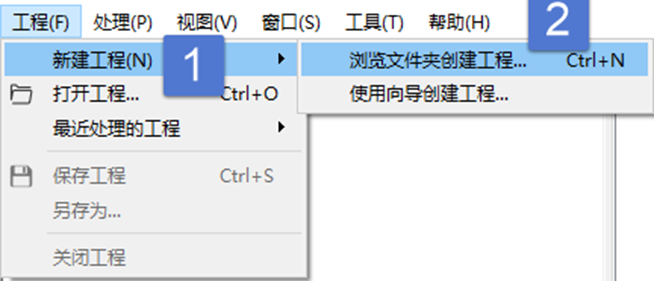 工程(F) 处理(P) 视图(V) 窗口(S) 工具(T) 帮助(H) 2
新建工程(N) 1 浏览文件夹创建工程... Ctrl+N
打开工程... Ctrl+O 使用向导创建工程...
最近处理的工程
保存工程 Ctrl+S
另存为...
关闭工程